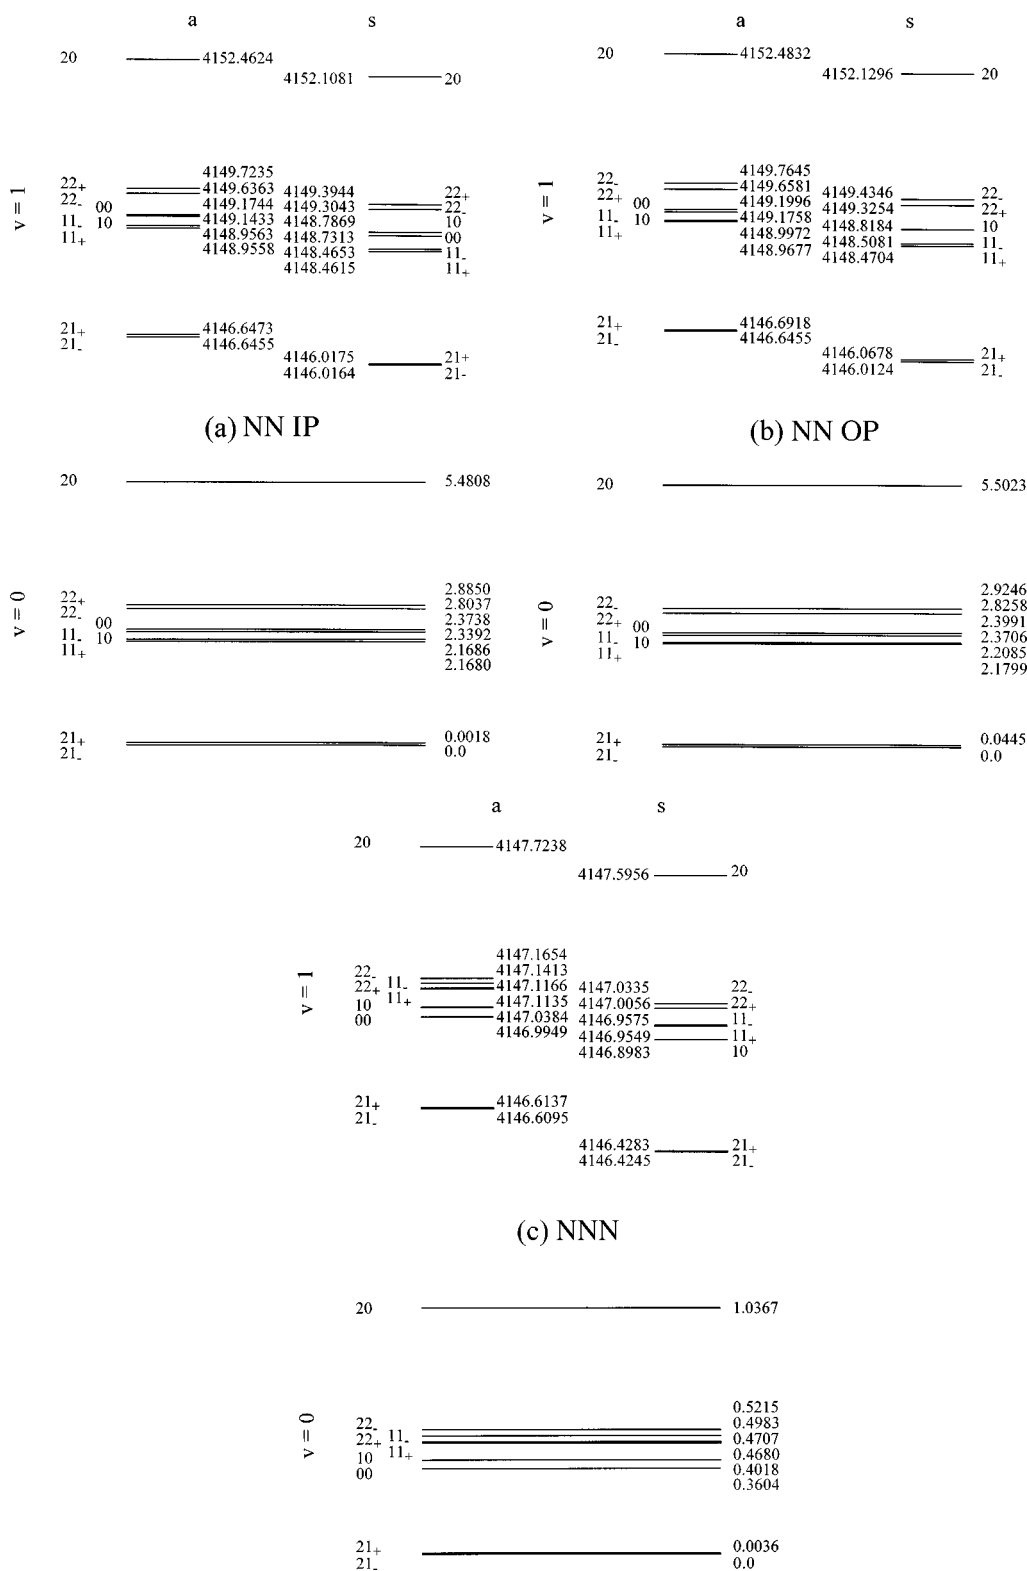 a s
20 4152.4624
4152.1081 20
v = 1
4149.7235
22₊ 4149.6363 4149.3944 22₊
22₋ 00 4149.1744 4149.3043 22₋
11₋ 10 4149.1433 4148.7869 10
11₊ 4148.9563 4148.7313 00
4148.9558 4148.4653 11₋
4148.4615 11₊
21₊ 4146.6473
21₋ 4146.6455
4146.0175 21+
4146.0164 21-
(a) NN IP
20 5.4808
v = 0
2.8850
22₊ 2.8037
22₋ 00 2.3738
11₋ 10 2.3392
11₊ 2.1686
2.1680
21₊ 0.0018
21₋ 0.0
a s
20 4152.4832
4152.1296 20
v = 1
4149.7645
22₋ 4149.6581 4149.4346 22₋
22₊ 00 4149.1996 4149.3254 22₊
11₋ 10 4149.1758 4148.8184 10
11₊ 4148.9972 4148.5081 11₋
4148.9677 4148.4704 11₊
21₊ 4146.6918
21₋ 4146.6455
4146.0678 21₊
4146.0124 21₋
(b) NN OP
20 5.5023
v = 0
2.9246
22₋ 2.8258
22₊ 00 2.3991
11₋ 10 2.3706
11₊ 2.2085
2.1799
21₊ 0.0445
21₋ 0.0
a s
20 4147.7238
4147.5956 20
v = 1
4147.1654
22₋ 11₋ 4147.1413
22₊ 11₊ 4147.1166 4147.0335 22₋
10 4147.1135 4147.0056 22₊
00 4147.0384 4146.9575 11₋
4146.9949 4146.9549 11₊
4146.8983 10
21₊ 4146.6137
21₋ 4146.6095
4146.4283 21₊
4146.4245 21₋
(c) NNN
20 1.0367
v = 0
0.5215
22₋ 11₋ 0.4983
22₊ 11₊ 0.4707
10 0.4680
00 0.4018
0.3604
21₊ 0.0036
21₋ 0.0